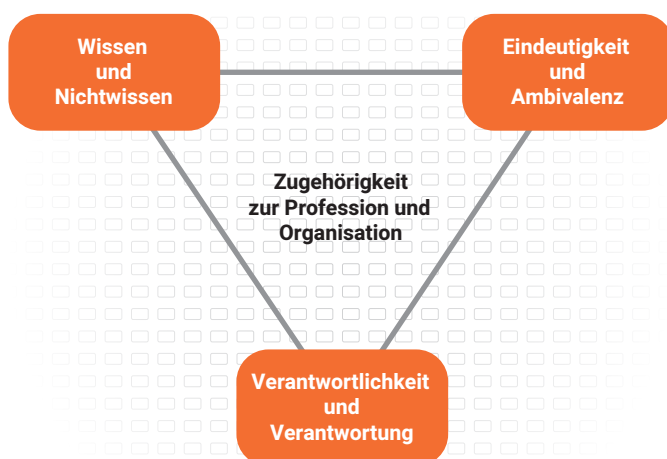 Wissen
und
Nichtwissen
Eindeutigkeit
und
Ambivalenz
Zugehörigkeit
zur Profession und
Organisation
Verantwortlichkeit
und
Verantwortung